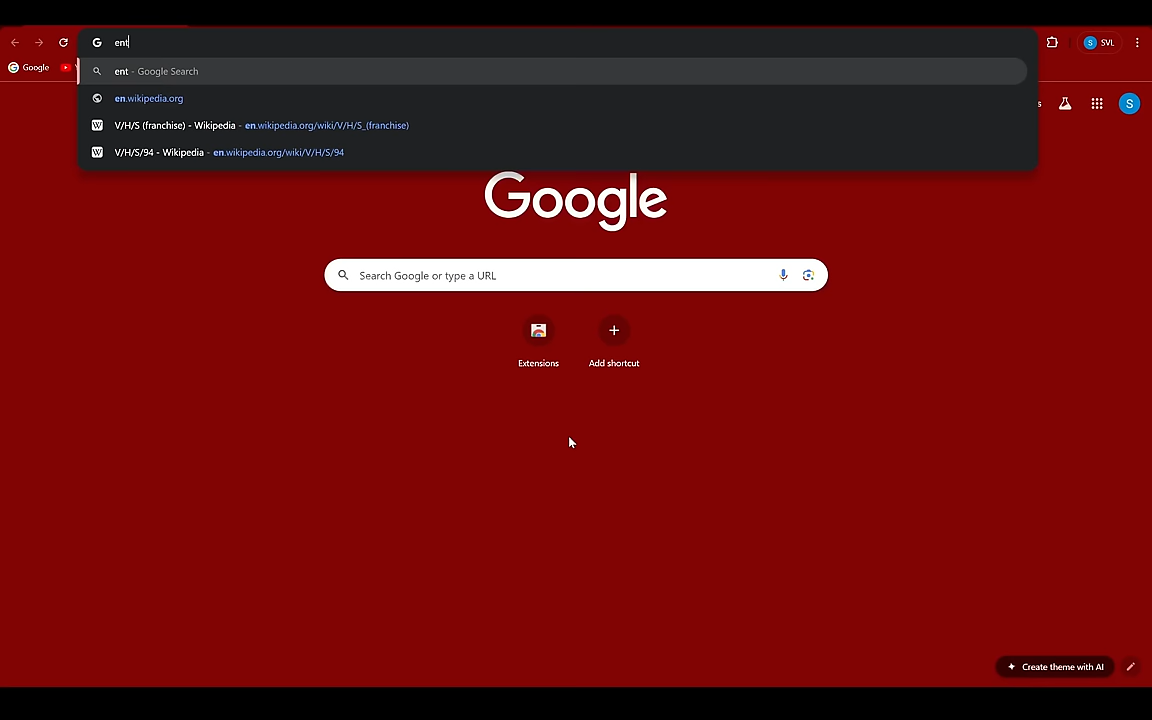 ent
SVL
S
Google
ent - Google Search
en.wikipedia.org
V/H/S (franchise) - Wikipedia - en.wikipedia.org/wiki/V/H/S_(franchise)
V/H/S/94 - Wikipedia - en.wikipedia.org/wiki/V/H/S/94
S
Google
Search Google or type a URL
Extensions
Add shortcut
Create theme with AI